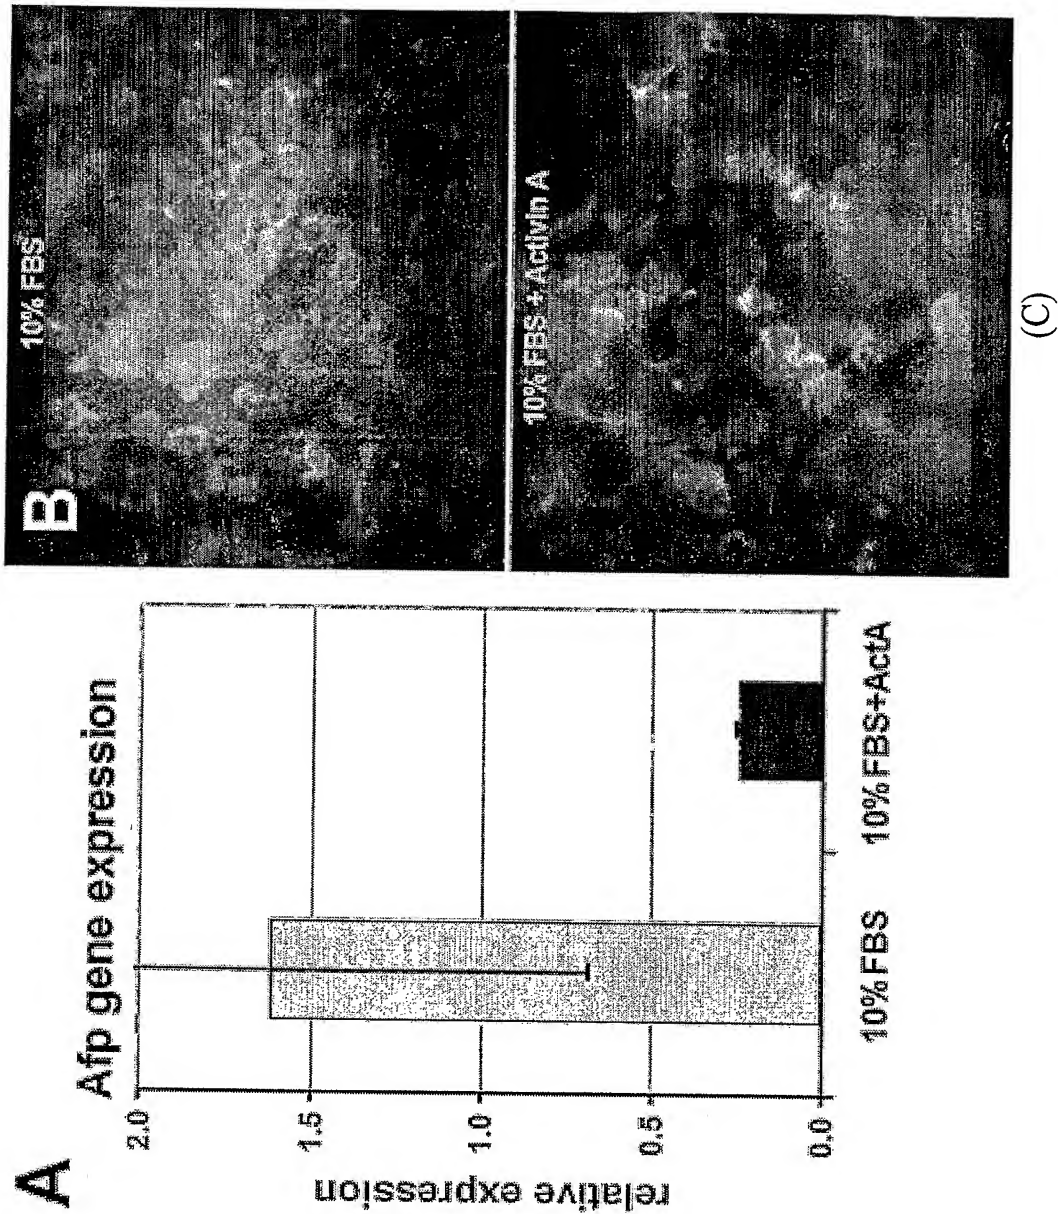 A
Afp gene expression
relative expression
2.0
1.5
1.0
0.5
0.0
10% FBS
10% FBS+ActA
B
10% FBS
10% FBS + Activin A
(C)